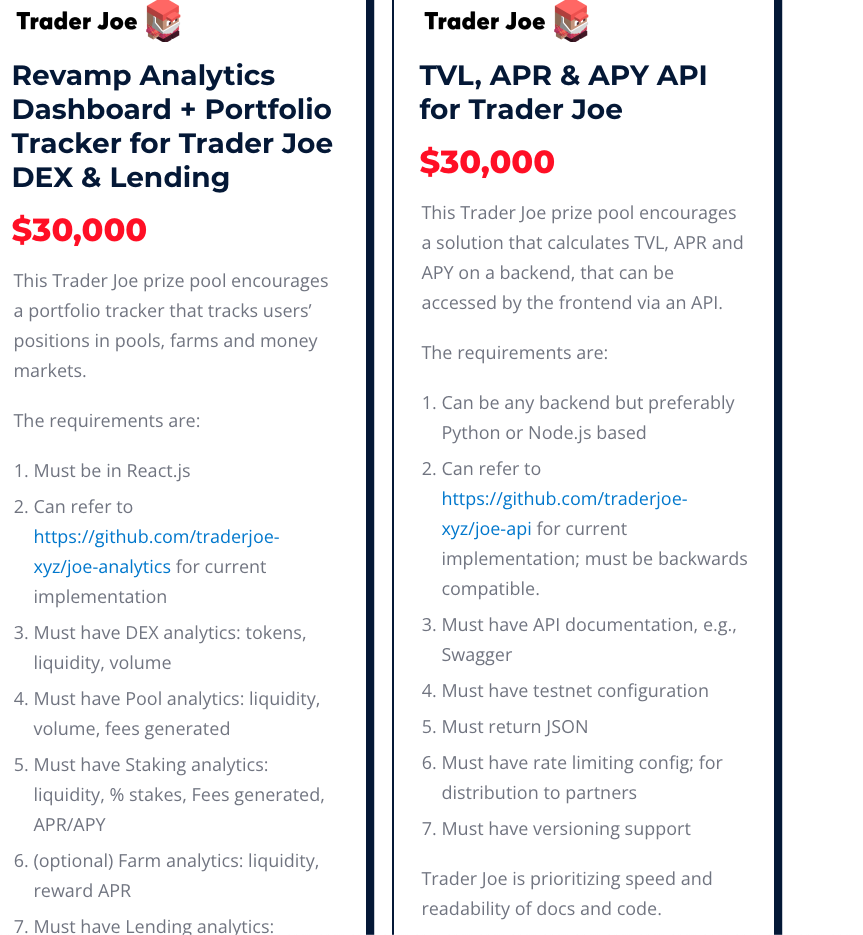 Trader Joe
Revamp Analytics
Dashboard + Portfolio
Tracker for Trader Joe
DEX & Lending
$30,000
This Trader Joe prize pool encourages
a portfolio tracker that tracks users’
positions in pools, farms and money
markets.
The requirements are:
1. Must be in React.js
2. Can refer to
https://github.com/traderjoe-
xyz/joe-analytics for current
implementation
3. Must have DEX analytics: tokens,
liquidity, volume
4. Must have Pool analytics: liquidity,
volume, fees generated
5. Must have Staking analytics:
liquidity, % stakes, Fees generated,
APR/APY
6. (optional) Farm analytics: liquidity,
reward APR
7. Must have Lending analytics:
Trader Joe
TVL, APR & APY API
for Trader Joe
$30,000
This Trader Joe prize pool encourages
a solution that calculates TVL, APR and
APY on a backend, that can be
accessed by the frontend via an API.
The requirements are:
1. Can be any backend but preferably
Python or Node.js based
2. Can refer to
https://github.com/traderjoe-
xyz/joe-api for current
implementation; must be backwards
compatible.
3. Must have API documentation, e.g.,
Swagger
4. Must have testnet configuration
5. Must return JSON
6. Must have rate limiting config; for
distribution to partners
7. Must have versioning support
Trader Joe is prioritizing speed and
readability of docs and code.